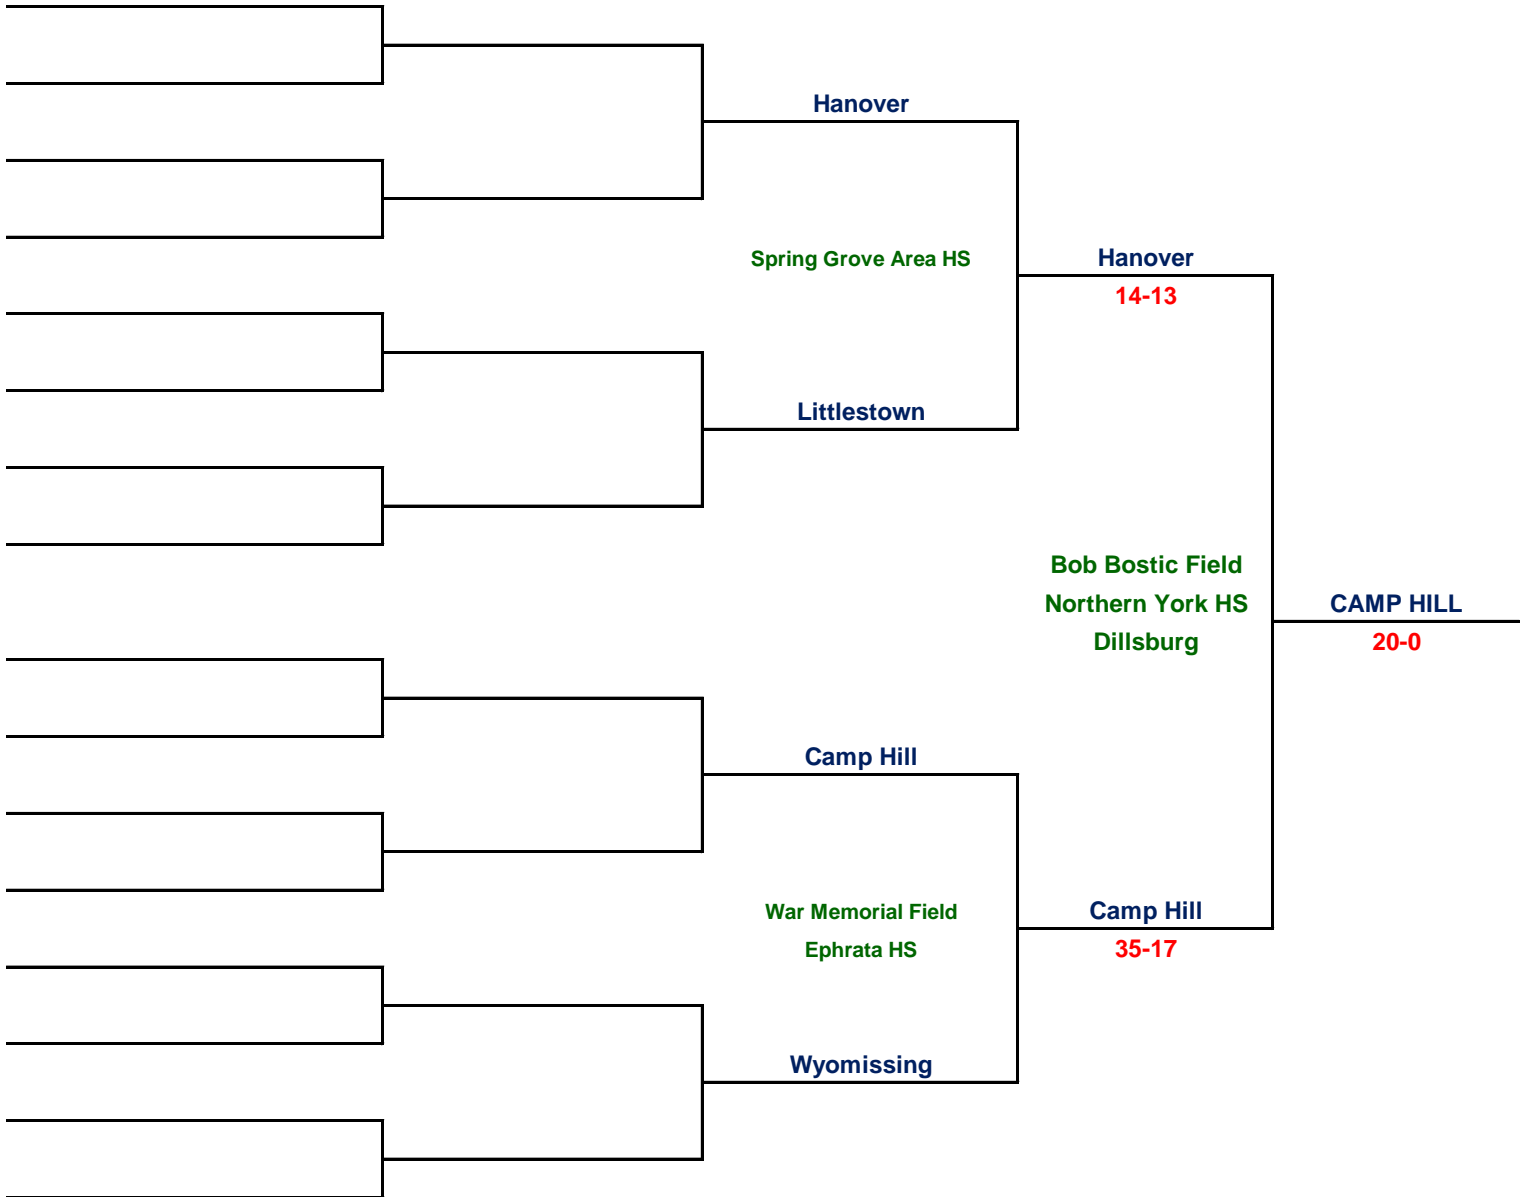 Hanover
Spring Grove Area HS
Hanover
14-13
Littlestown
Bob Bostic Field
Northern York HS
Dillsburg
CAMP HILL
20-0
Camp Hill
War Memorial Field
Ephrata HS
Camp Hill
35-17
Wyomissing